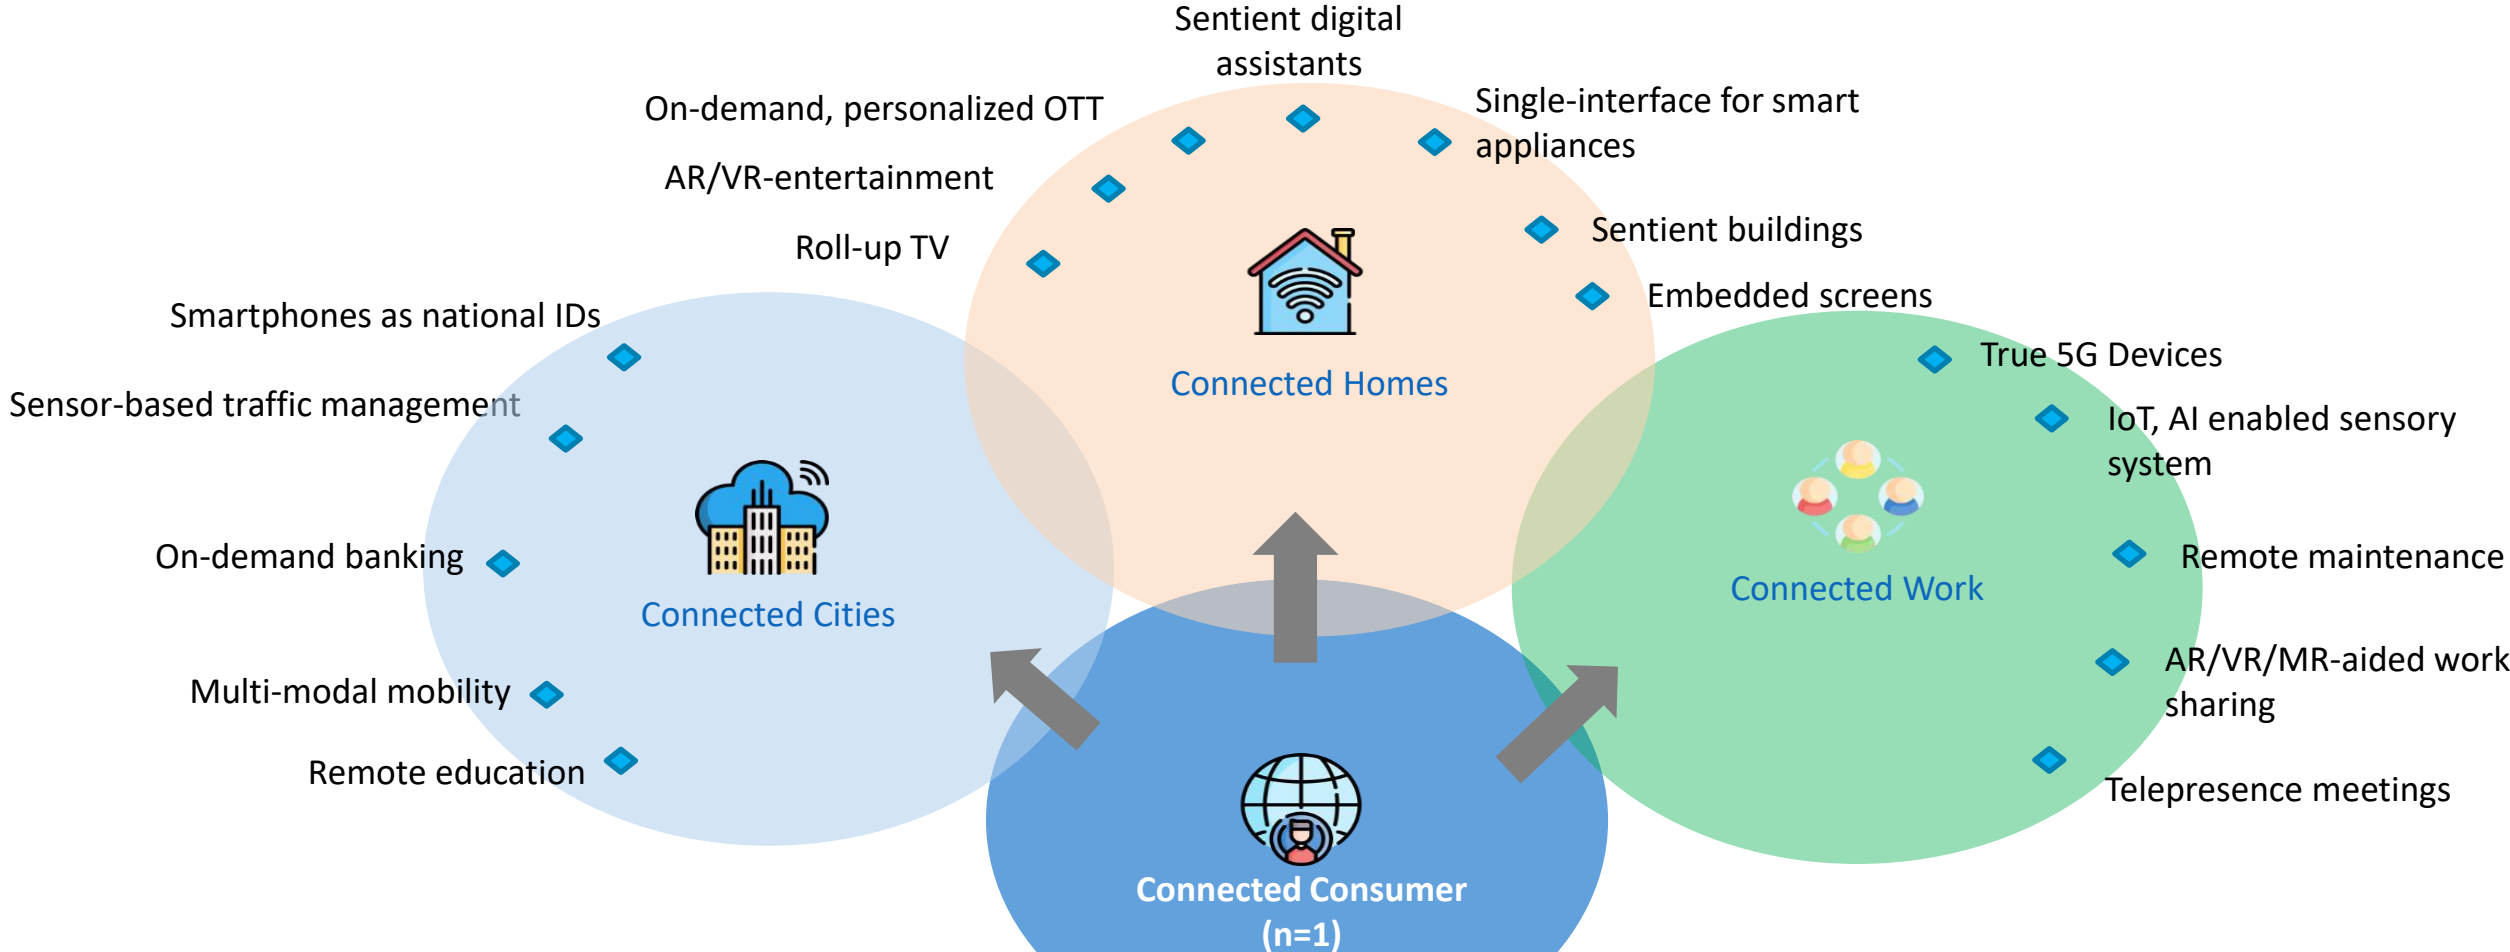 Sentient digital
assistants
On-demand, personalized OTT
Single-interface for smart
appliances
AR/VR-entertainment
Roll-up TV
Sentient buildings
Embedded screens
Connected Homes
Smartphones as national IDs
Sensor-based traffic management
On-demand banking
Connected Cities
Multi-modal mobility
Remote education
True 5G Devices
IoT, AI enabled sensory
system
Remote maintenance
Connected Work
AR/VR/MR-aided work
sharing
Telepresence meetings
Connected Consumer
(n=1)